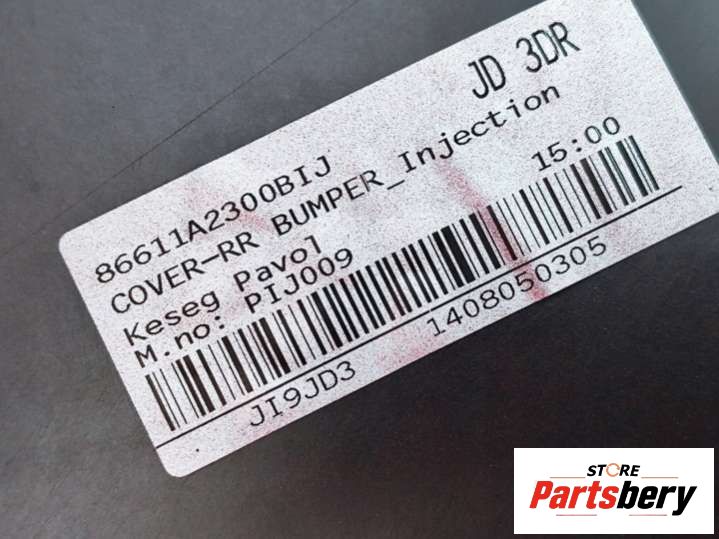 JD 3DR
86611A2300BIJ
COVER-RR BUMPER_Injection
Keseg Pavol
15:00
M.no: PIJ009
JI9JD3
1408050305
STORE
Partsbery